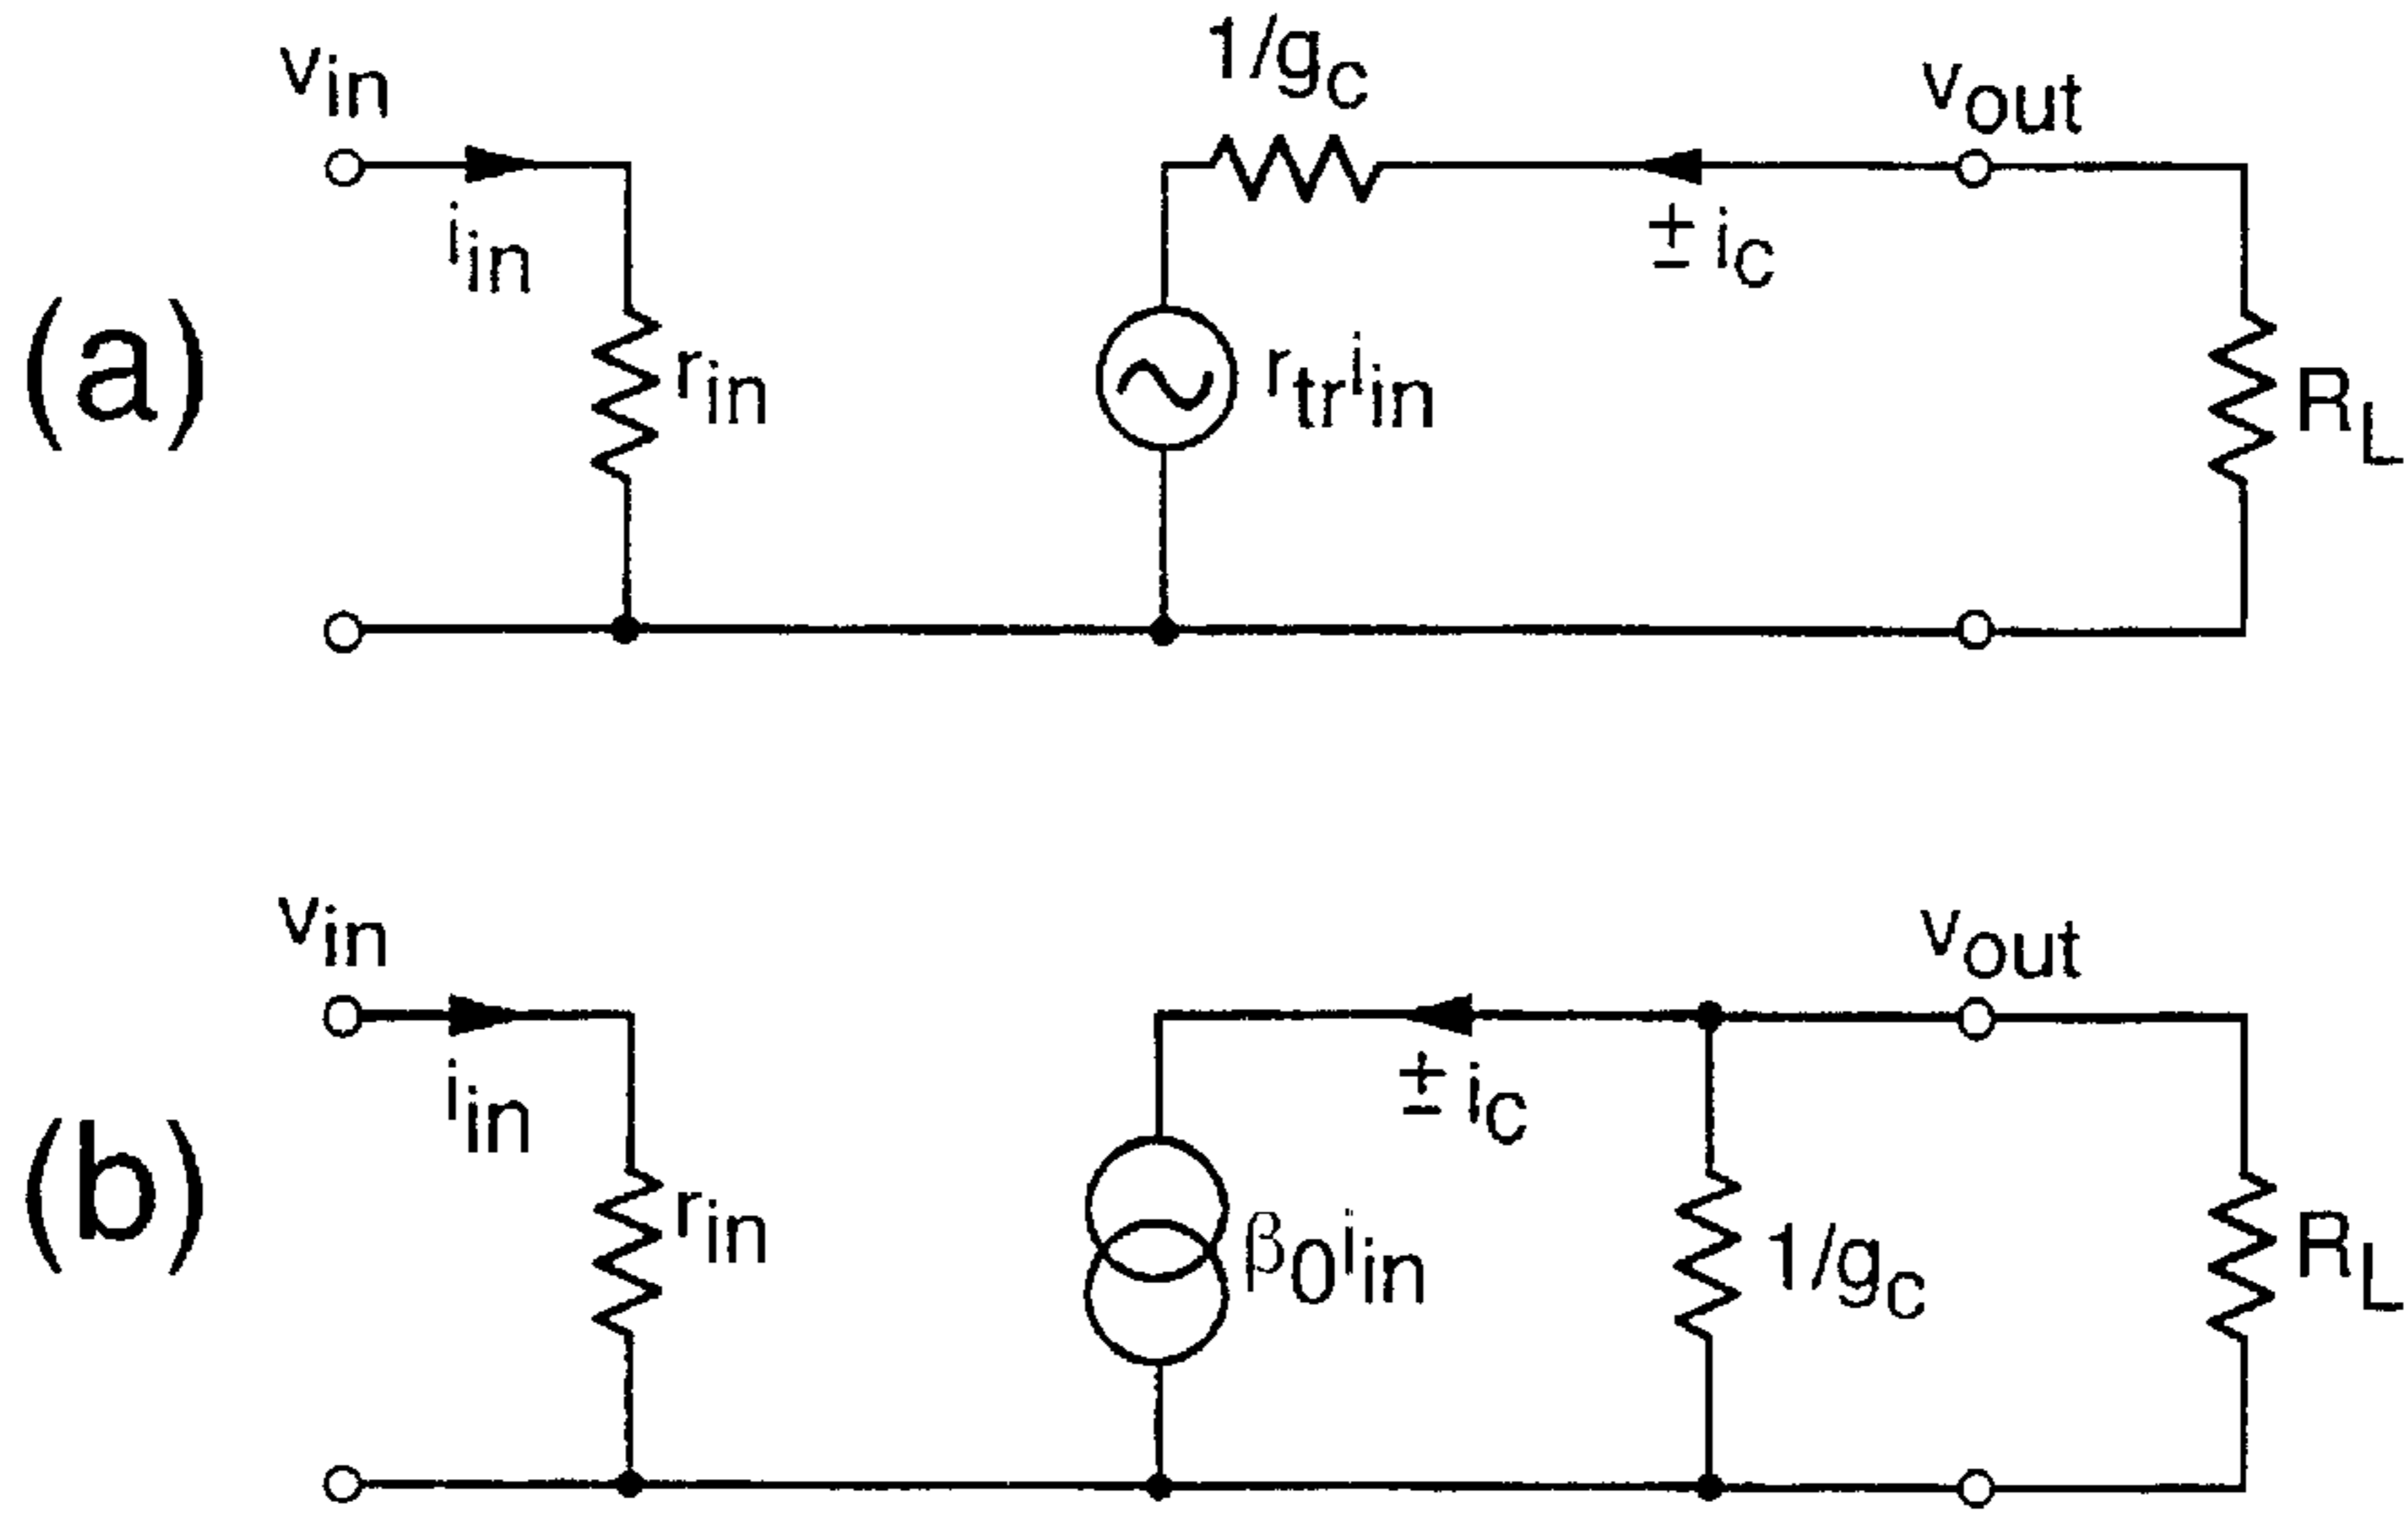 (a)
v_in
i_in
r_in
1/g_c
r_tr i_in
± i_c
v_out
R_L
(b)
v_in
i_in
r_in
β_0 i_in
± i_c
1/g_c
v_out
R_L